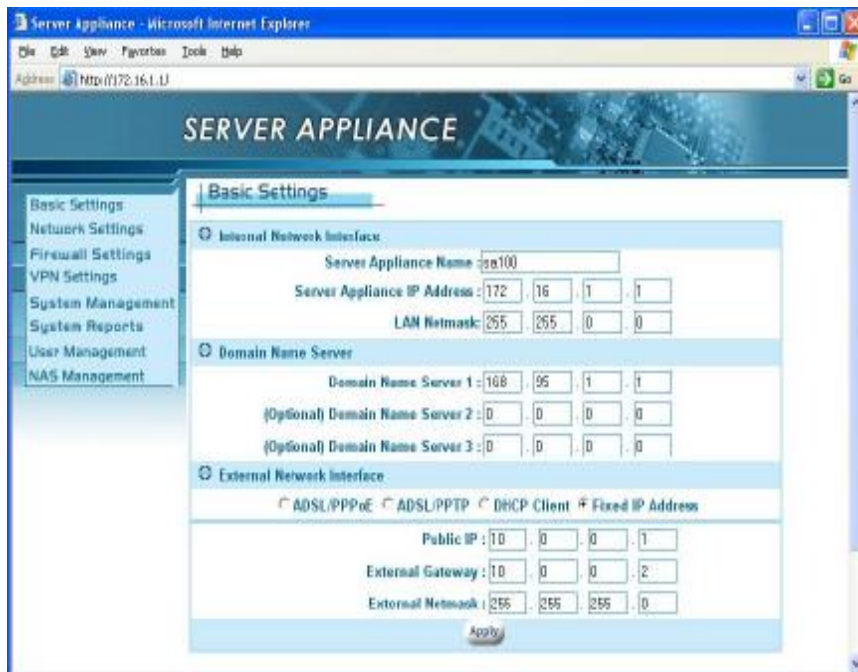 Server Appliance - Microsoft Internet Explorer
File Edit View Favorites Tools Help
Address http://172.16.1.1/ Go
SERVER APPLIANCE
Basic Settings
Network Settings
Firewall Settings
VPN Settings
System Management
System Reports
User Management
NAS Management
Basic Settings
Internal Network Interface
Server Appliance Name : sa100
Server Appliance IP Address : 172 . 16 . 1 . 1
LAN Netmask: 255 . 255 . 0 . 0
Domain Name Server
Domain Name Server 1 : 168 . 95 . 1 . 1
(Optional) Domain Name Server 2 : 0 . 0 . 0 . 0
(Optional) Domain Name Server 3 : 0 . 0 . 0 . 0
External Network Interface
ADSL/PPPoE ADSL/PPTP DHCP Client Fixed IP Address
Public IP : 10 . 0 . 0 . 1
External Gateway : 10 . 0 . 0 . 2
External Netmask : 255 . 255 . 255 . 0
Apply